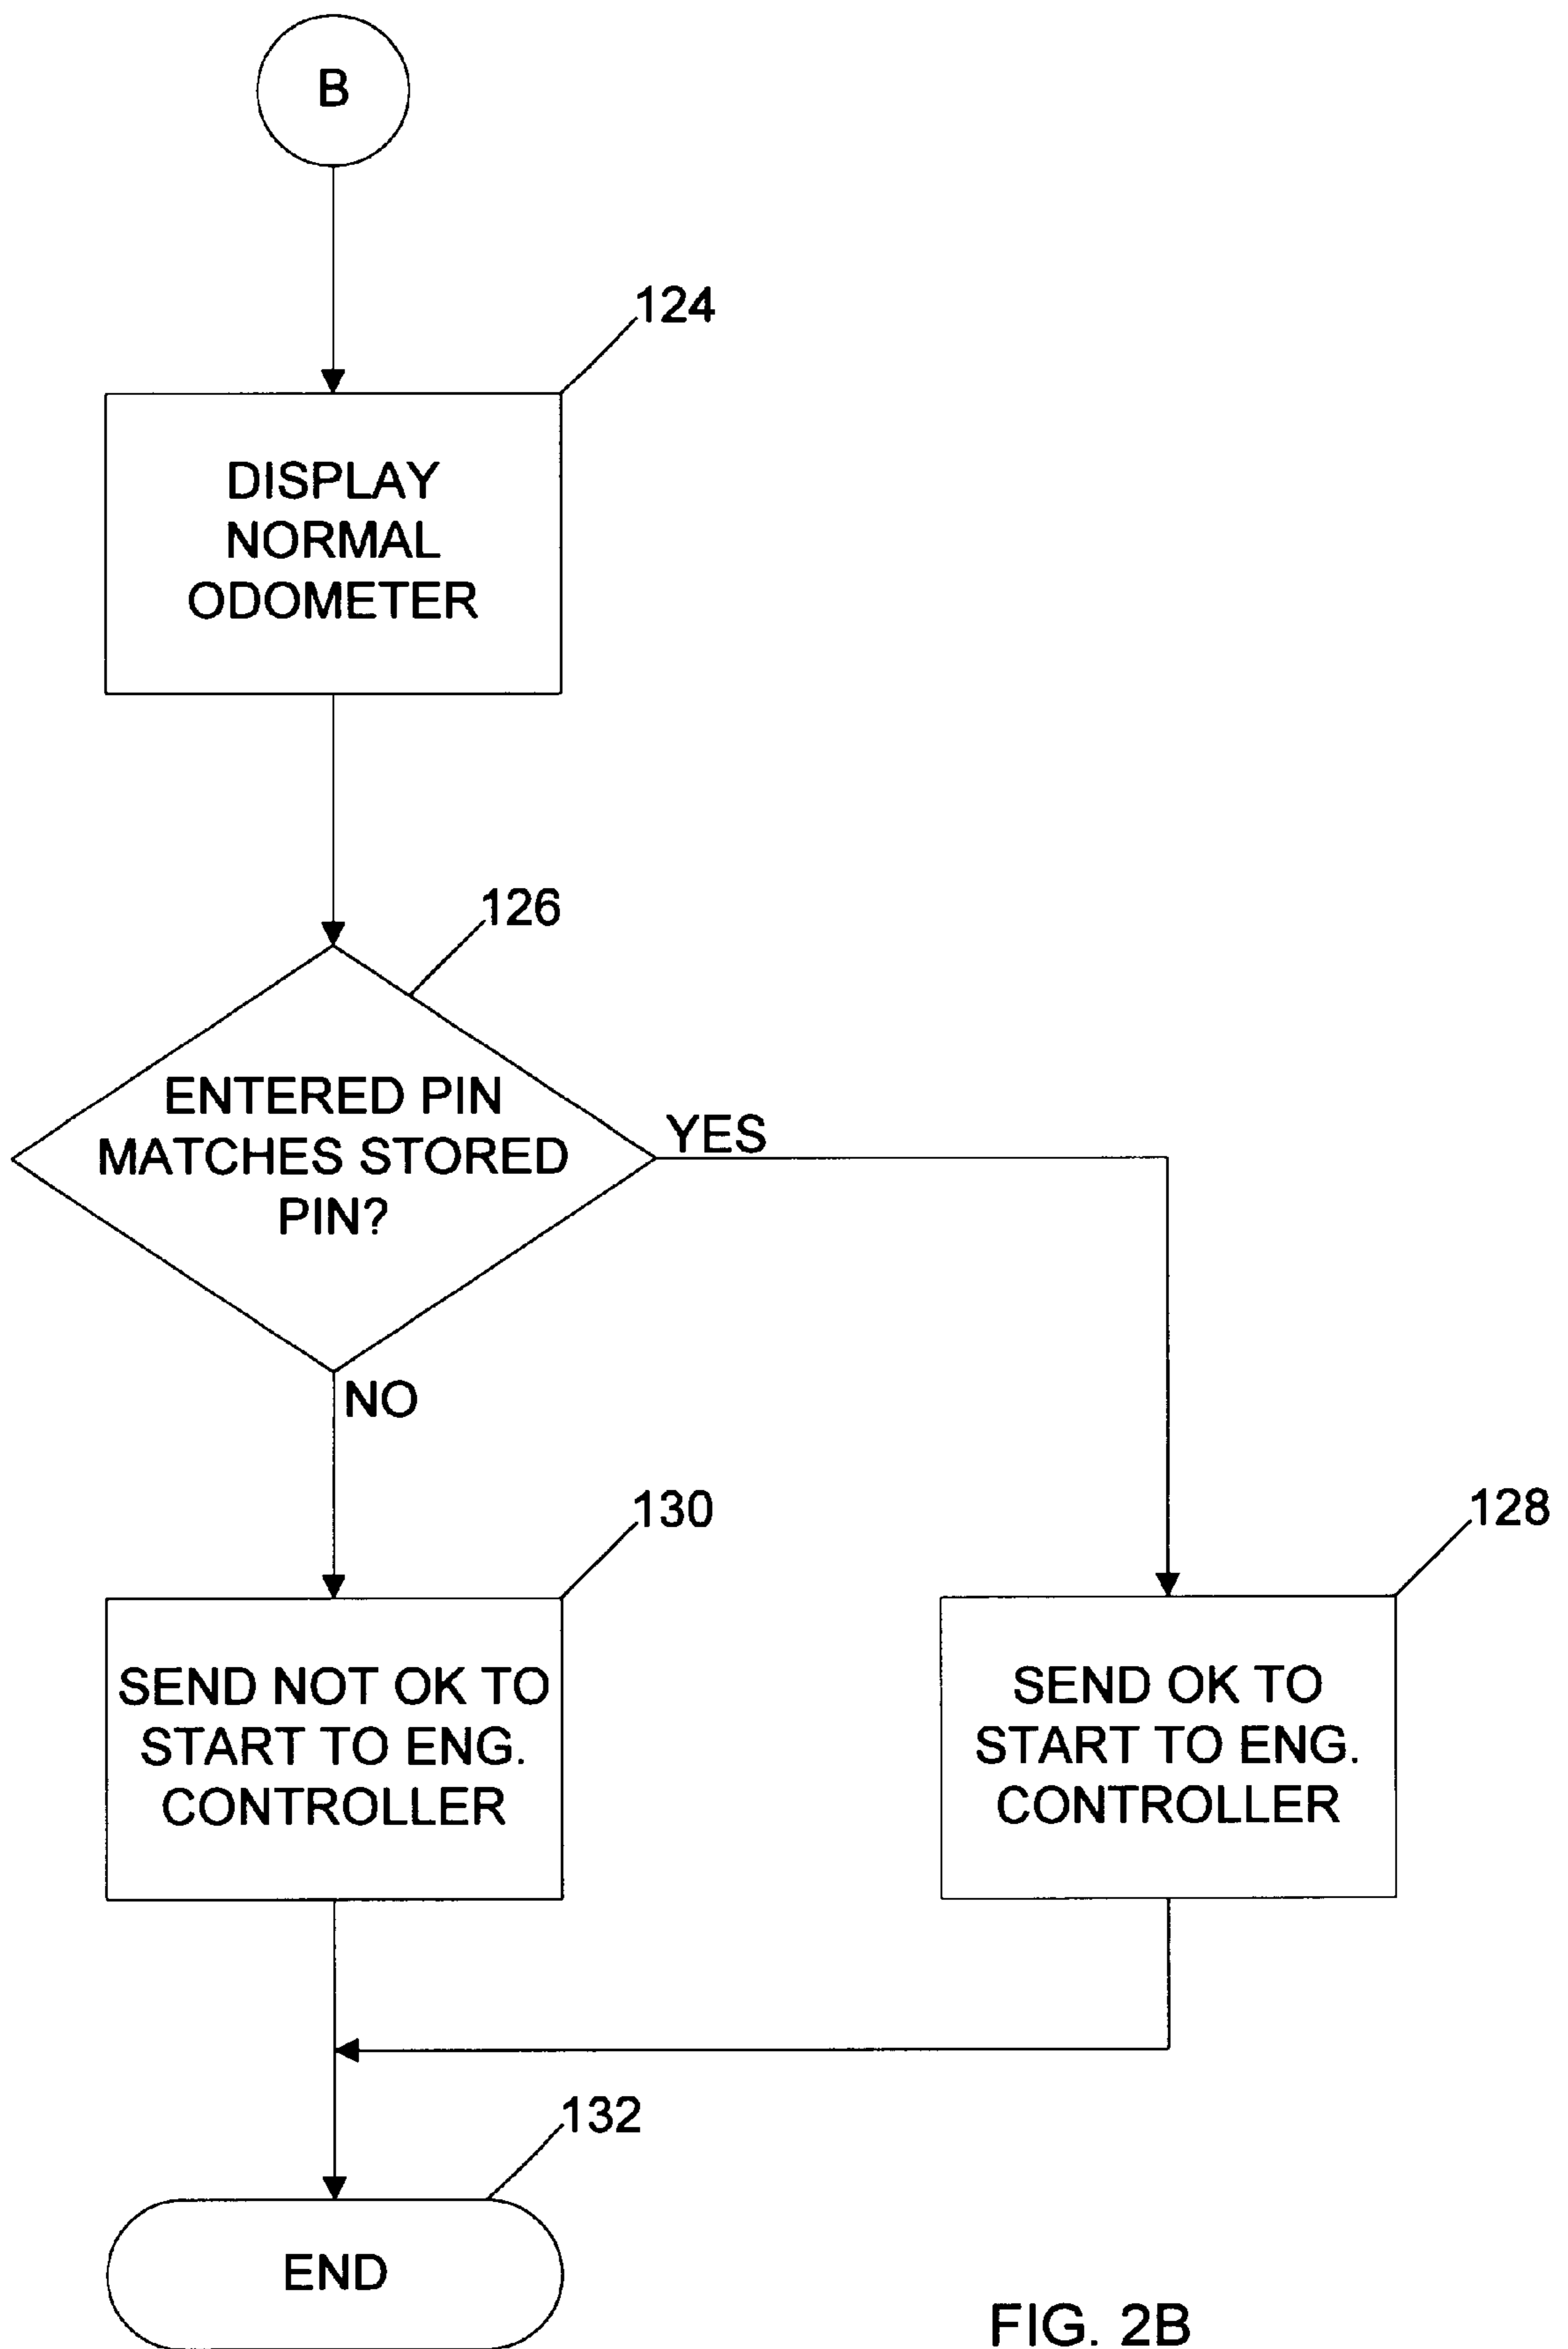 B
124
DISPLAY
NORMAL
ODOMETER
126
ENTERED PIN
MATCHES STORED
PIN?
YES
NO
130
SEND NOT OK TO
START TO ENG.
CONTROLLER
128
SEND OK TO
START TO ENG.
CONTROLLER
132
END
FIG. 2B